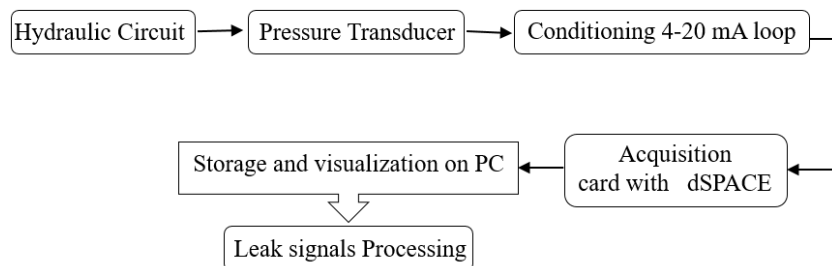 Hydraulic Circuit
Pressure Transducer
Conditioning 4-20 mA loop
Acquisition
card with dSPACE
Storage and visualization on PC
Leak signals Processing